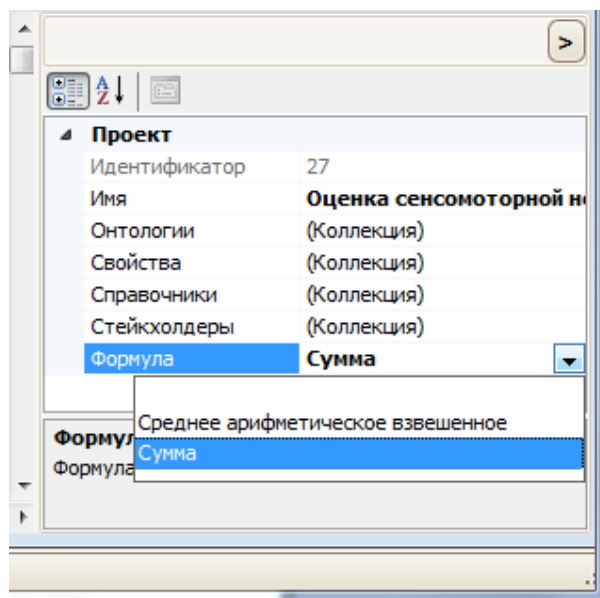 >
Проект
Идентификатор 27
Имя Оценка сенсомоторной
Онтологии (Коллекция)
Свойства (Коллекция)
Справочники (Коллекция)
Стейкхолдеры (Коллекция)
Формула Сумма
Среднее арифметическое взвешенное
Сумма
Формул
Формула